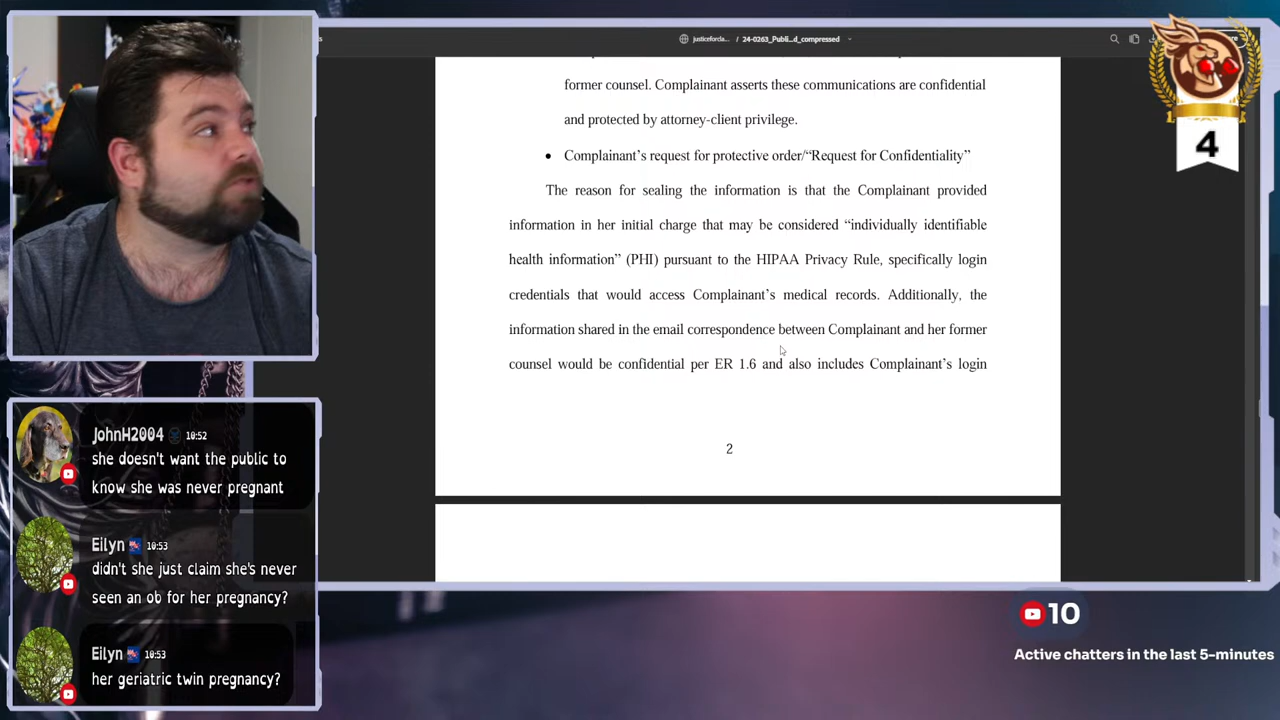 justiceforcla... / 24-0263_Publi...d_compressed
former counsel. Complainant asserts these communications are confidential
and protected by attorney-client privilege.
• Complainant's request for protective order/“Request for Confidentiality”
The reason for sealing the information is that the Complainant provided
information in her initial charge that may be considered “individually identifiable
health information” (PHI) pursuant to the HIPAA Privacy Rule, specifically login
credentials that would access Complainant's medical records. Additionally, the
information shared in the email correspondence between Complainant and her former
counsel would be confidential per ER 1.6 and also includes Complainant's login
2
4
JohnH2004 10:52
she doesn't want the public to
know she was never pregnant
Eilyn 10:53
didn't she just claim she's never
seen an ob for her pregnancy?
Eilyn 10:53
her geriatric twin pregnancy?
10
Active chatters in the last 5-minutes